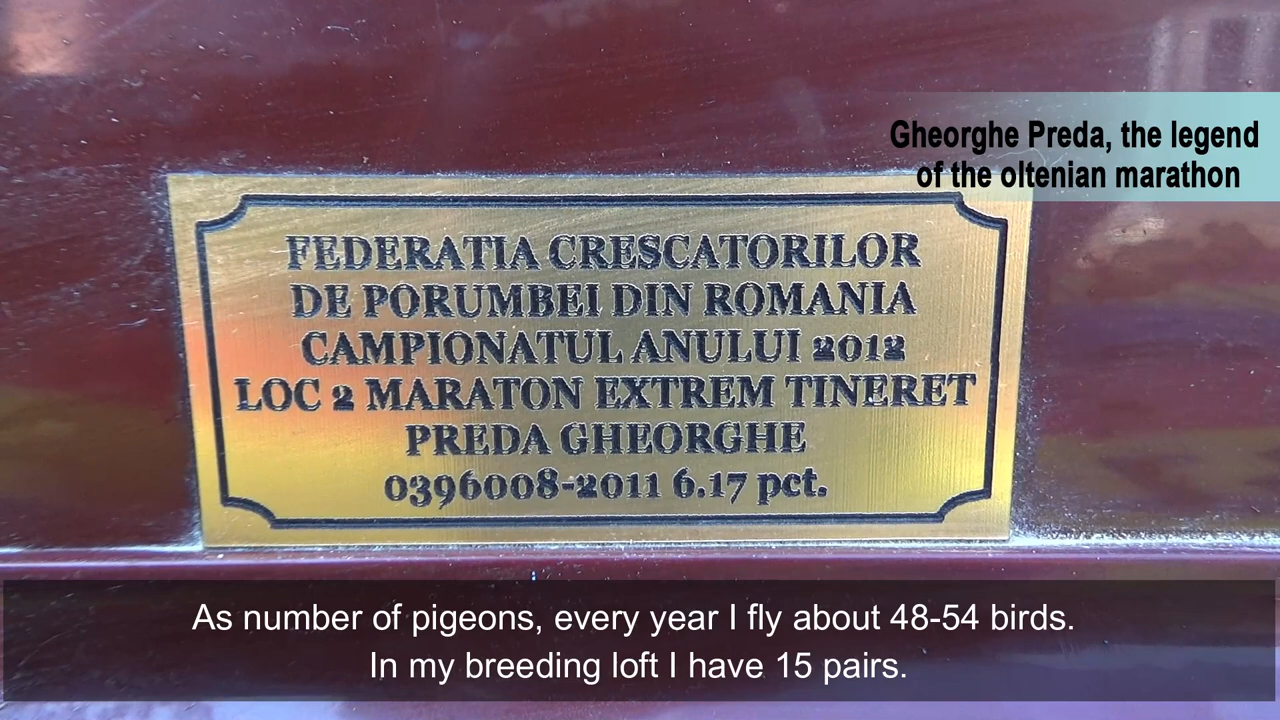 Gheorghe Preda, the legend
of the oltenian marathon
FEDERATIA CRESCATORILOR
DE PORUMBEI DIN ROMANIA
CAMPIONATUL ANULUI 2012
LOC 2 MARATON EXTREM TINERET
PREDA GHEORGHE
0396008-2011 6.17 pct.
As number of pigeons, every year I fly about 48-54 birds.
In my breeding loft I have 15 pairs.